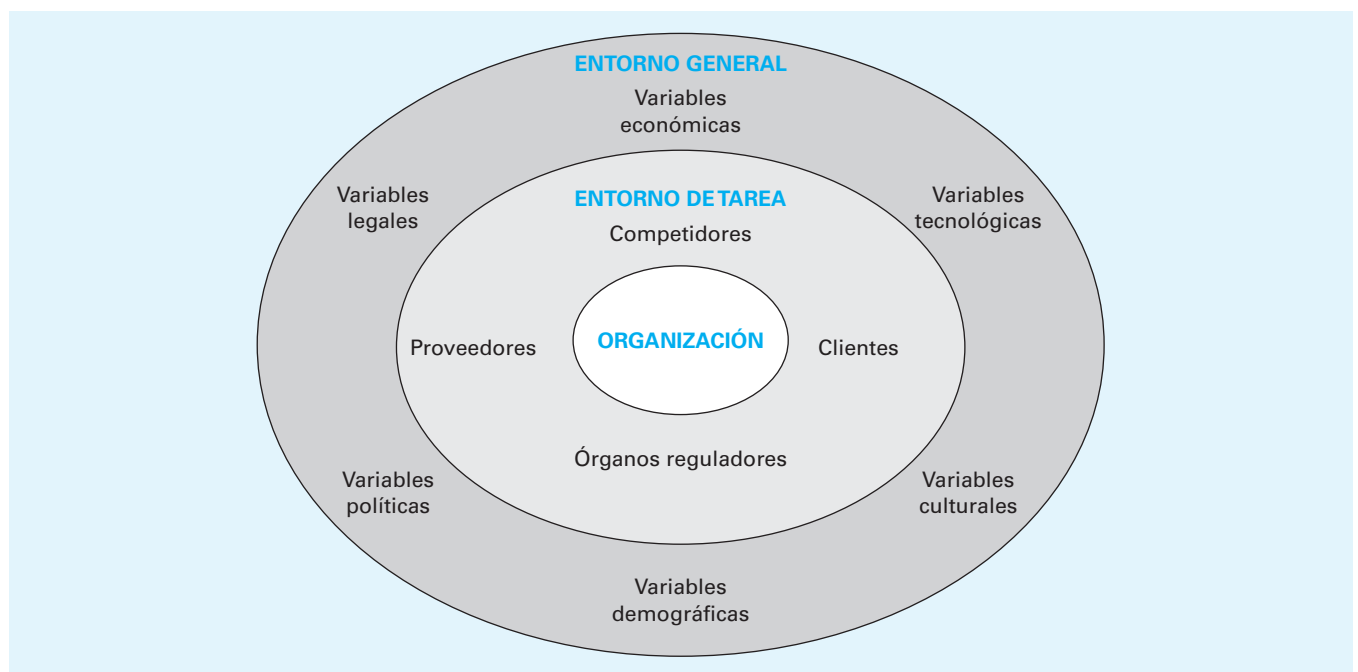 ENTORNO GENERAL
Variables
económicas
Variables
legales
ENTORNO DE TAREA
Variables
tecnológicas
Competidores
Proveedores
ORGANIZACIÓN
Clientes
Órganos reguladores
Variables
políticas
Variables
culturales
Variables
demográficas